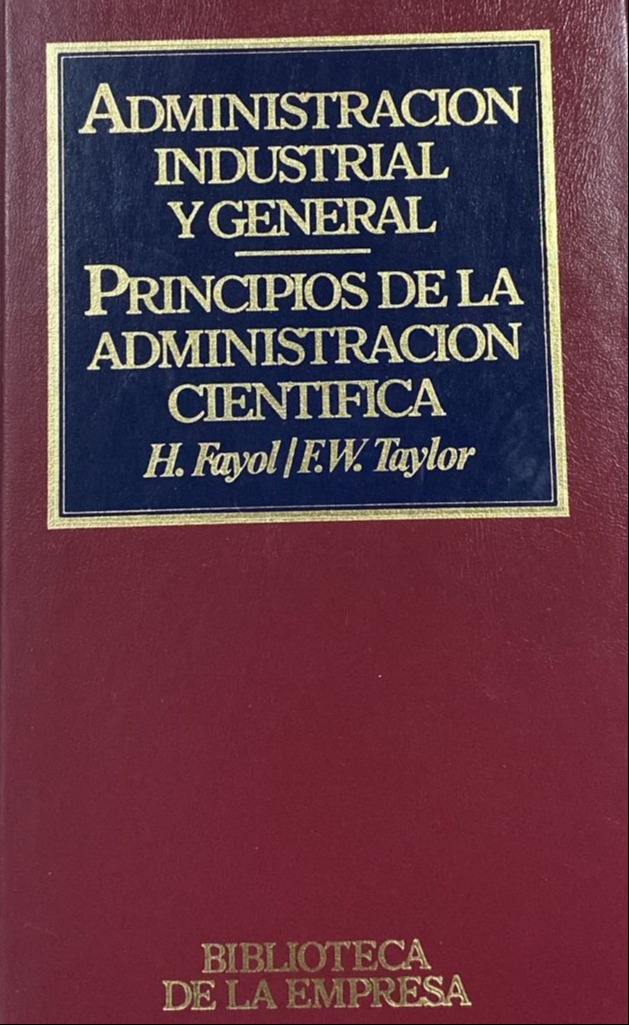 ADMINISTRACION
INDUSTRIAL
Y GENERAL
PRINCIPIOS DE LA
ADMINISTRACION
CIENTIFICA
H. Fayol/F.W. Taylor
BIBLIOTECA
DE LA EMPRESA